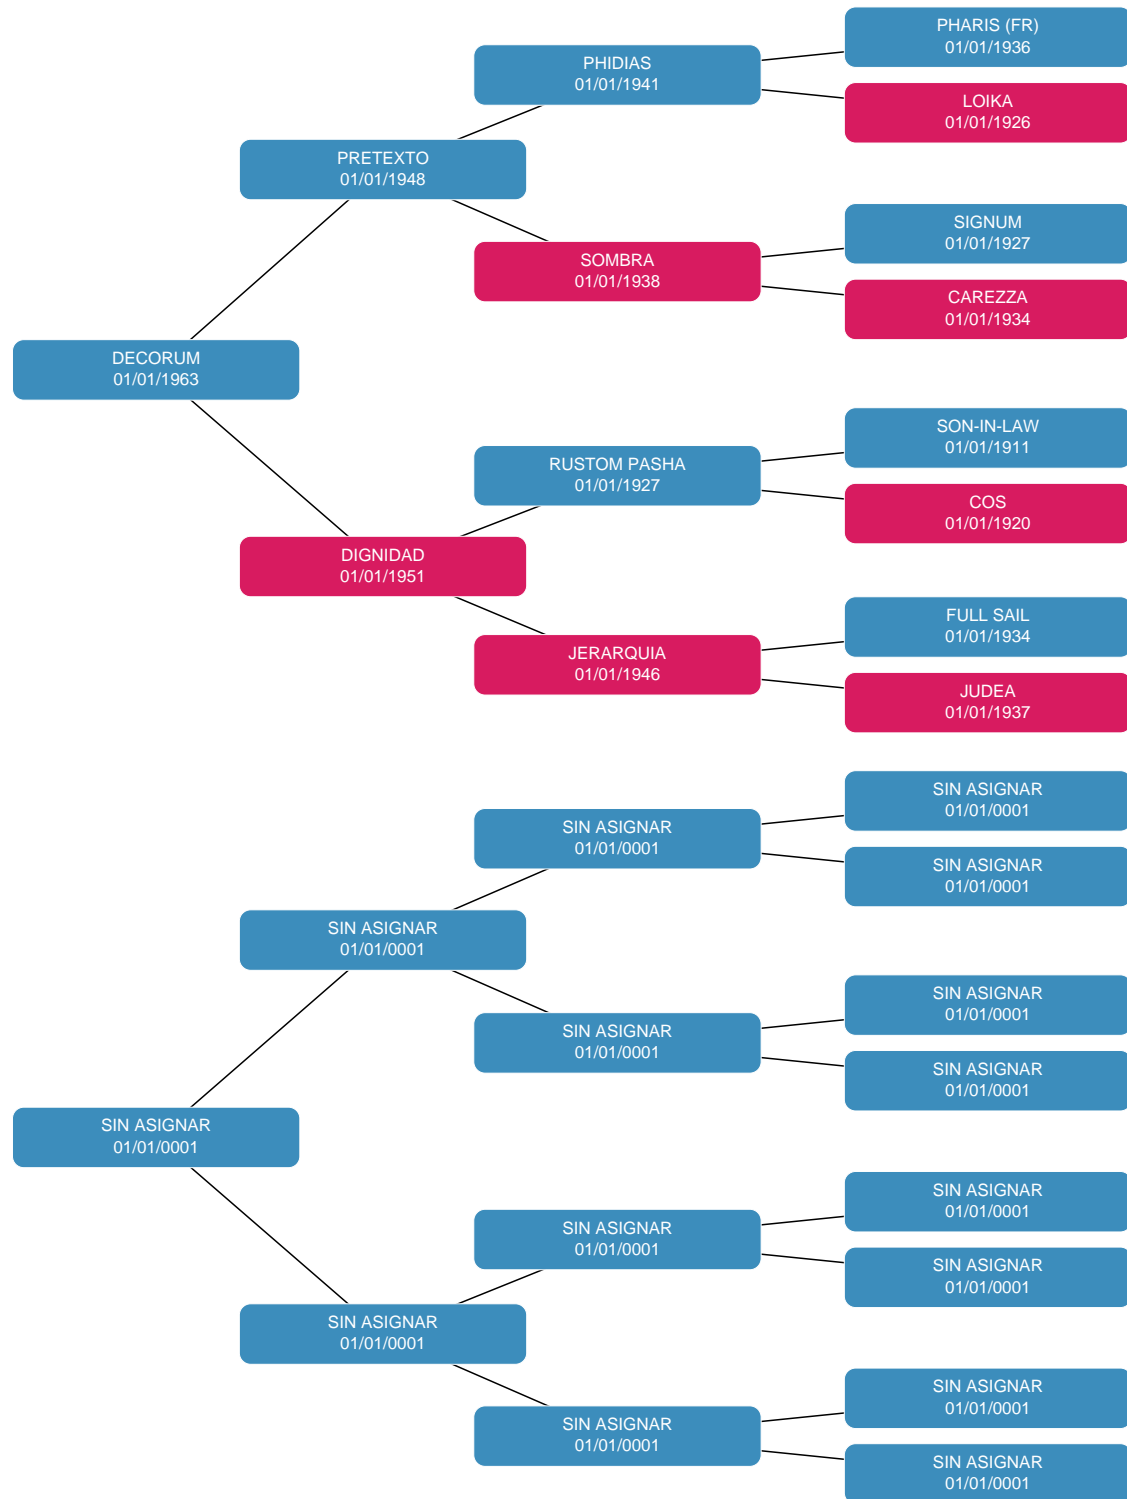 PHARIS (FR)
01/01/1936
PHIDIAS
01/01/1941
LOIKA
01/01/1926
PRETEXTO
01/01/1948
SIGNUM
01/01/1927
SOMBRA
01/01/1938
CAREZZA
01/01/1934
DECORUM
01/01/1963
SON-IN-LAW
01/01/1911
RUSTOM PASHA
01/01/1927
COS
01/01/1920
DIGNIDAD
01/01/1951
FULL SAIL
01/01/1934
JERARQUIA
01/01/1946
JUDEA
01/01/1937
SIN ASIGNAR
01/01/0001
SIN ASIGNAR
01/01/0001
SIN ASIGNAR
01/01/0001
SIN ASIGNAR
01/01/0001
SIN ASIGNAR
01/01/0001
SIN ASIGNAR
01/01/0001
SIN ASIGNAR
01/01/0001
SIN ASIGNAR
01/01/0001
SIN ASIGNAR
01/01/0001
SIN ASIGNAR
01/01/0001
SIN ASIGNAR
01/01/0001
SIN ASIGNAR
01/01/0001
SIN ASIGNAR
01/01/0001
SIN ASIGNAR
01/01/0001
SIN ASIGNAR
01/01/0001